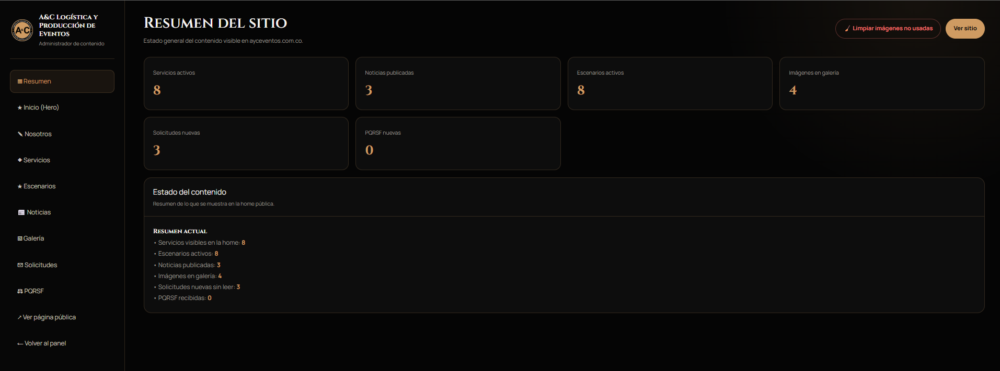 A&C
A&C Logística y
Producción de
Eventos
Administrador de contenido
Resumen
Inicio (Hero)
Nosotros
Servicios
Escenarios
Noticias
Galería
Solicitudes
PQRSF
Ver página pública
Volver al panel
Resumen del sitio
Estado general del contenido visible en ayceventos.com.co.
Limpiar imágenes no usadas
Ver sitio
Servicios activos
8
Noticias publicadas
3
Escenarios activos
8
Imágenes en galería
4
Solicitudes nuevas
3
PQRSF nuevas
0
Estado del contenido
Resumen de lo que se muestra en la home pública.
Resumen actual
• Servicios visibles en la home: 8
• Escenarios activos: 8
• Noticias publicadas: 3
• Imágenes en galería: 4
• Solicitudes nuevas sin leer: 3
• PQRSF recibidas: 0